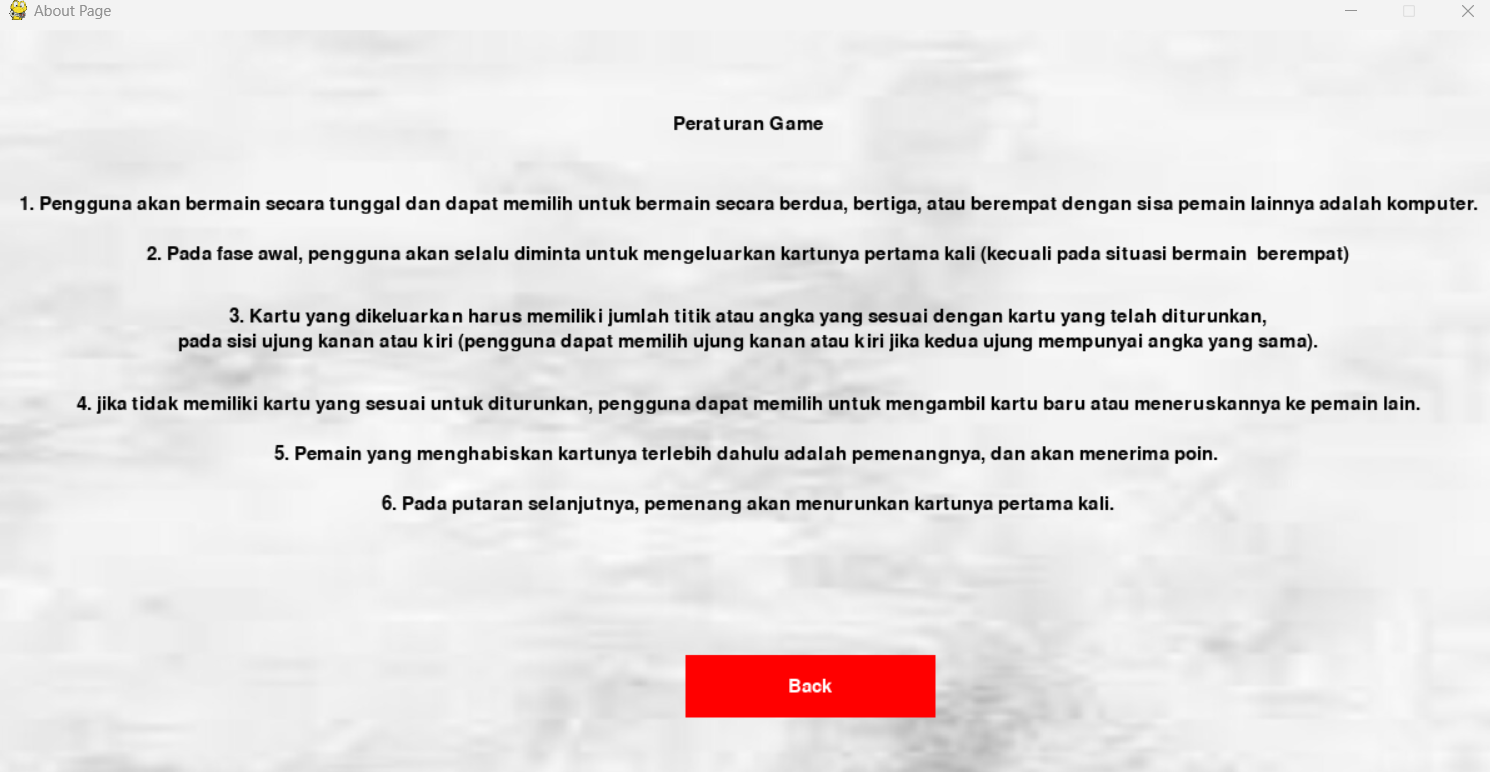 About Page
Peraturan Game
1. Pengguna akan bermain secara tunggal dan dapat memilih untuk bermain secara berdua, bertiga, atau berempat dengan sisa pemain lainnya adalah komputer.
2. Pada fase awal, pengguna akan selalu diminta untuk mengeluarkan kartunya pertama kali (kecuali pada situasi bermain  berempat)
3. Kartu yang dikeluarkan harus memiliki jumlah titik atau angka yang sesuai dengan kartu yang telah diturunkan,
pada sisi ujung kanan atau kiri (pengguna dapat memilih ujung kanan atau kiri jika kedua ujung mempunyai angka yang sama).
4. jika tidak memiliki kartu yang sesuai untuk diturunkan, pengguna dapat memilih untuk mengambil kartu baru atau meneruskannya ke pemain lain.
5. Pemain yang menghabiskan kartunya terlebih dahulu adalah pemenangnya, dan akan menerima poin.
6. Pada putaran selanjutnya, pemenang akan menurunkan kartunya pertama kali.
Back